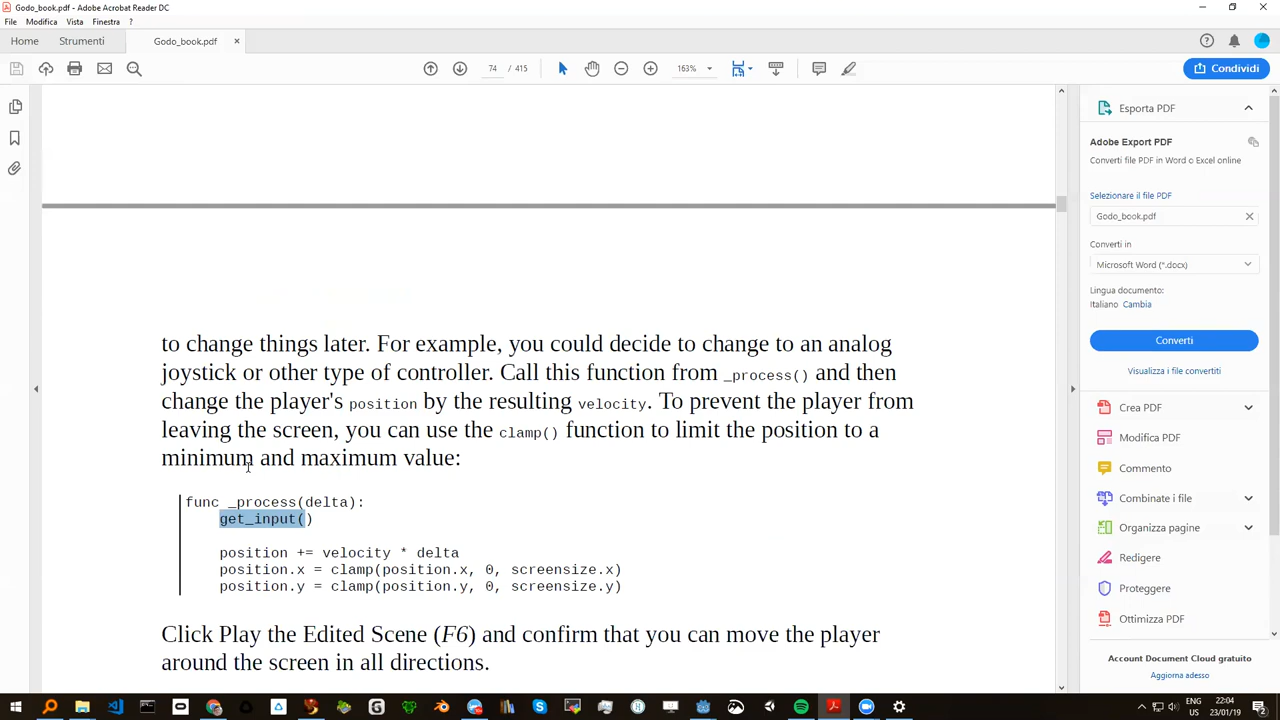 Godo_book.pdf - Adobe Acrobat Reader DC
File Modifica Vista Finestra ?
Home Strumenti Godo_book.pdf ×
74 / 415 163% Condividi
Esporta PDF
Adobe Export PDF
Converti file PDF in Word o Excel online
Selezionare il file PDF
Godo_book.pdf
Converti in
Microsoft Word (*.docx)
Lingua documento:
Italiano Cambia
Converti
Visualizza i file convertiti
Crea PDF
Modifica PDF
Commento
Combinate i file
Organizza pagine
Redigere
Proteggere
Ottimizza PDF
Account Document Cloud gratuito
Aggiorna adesso
to change things later. For example, you could decide to change to an analog
joystick or other type of controller. Call this function from _process() and then
change the player's position by the resulting velocity. To prevent the player from
leaving the screen, you can use the clamp() function to limit the position to a
minimum and maximum value:
func _process(delta):
get_input()
position += velocity * delta
position.x = clamp(position.x, 0, screensize.x)
position.y = clamp(position.y, 0, screensize.y)
Click Play the Edited Scene (F6) and confirm that you can move the player
around the screen in all directions.
ENG
US
22:04
23/01/19
2